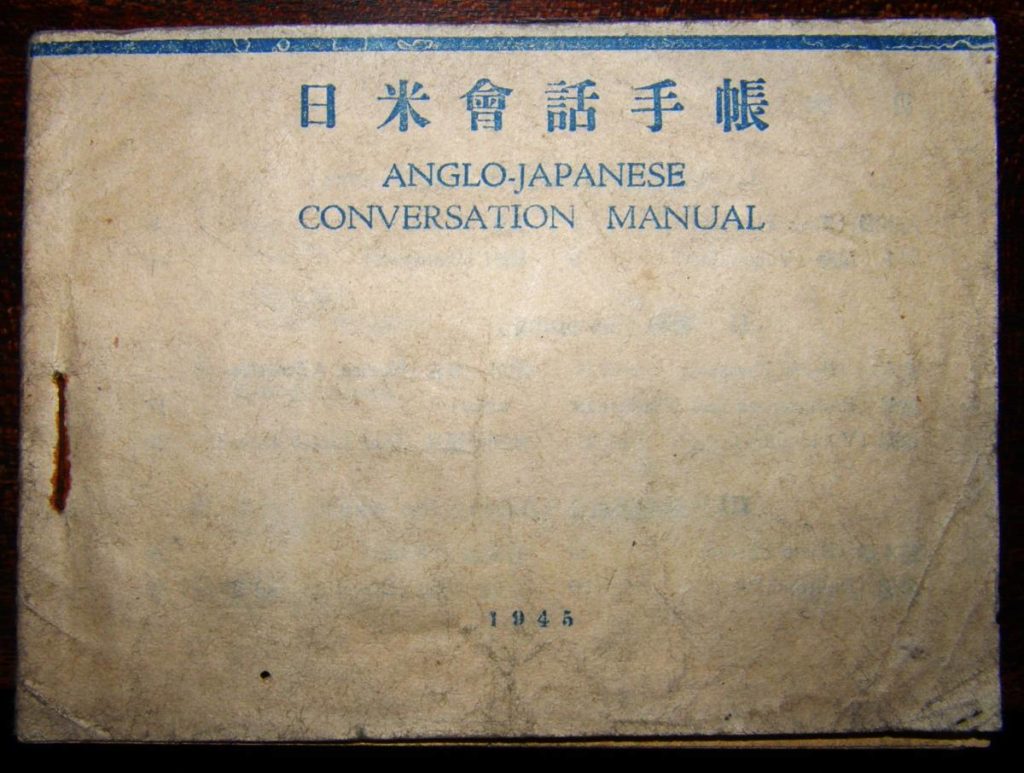 日米會話手帳
ANGLO-JAPANESE
CONVERSATION MANUAL
1945